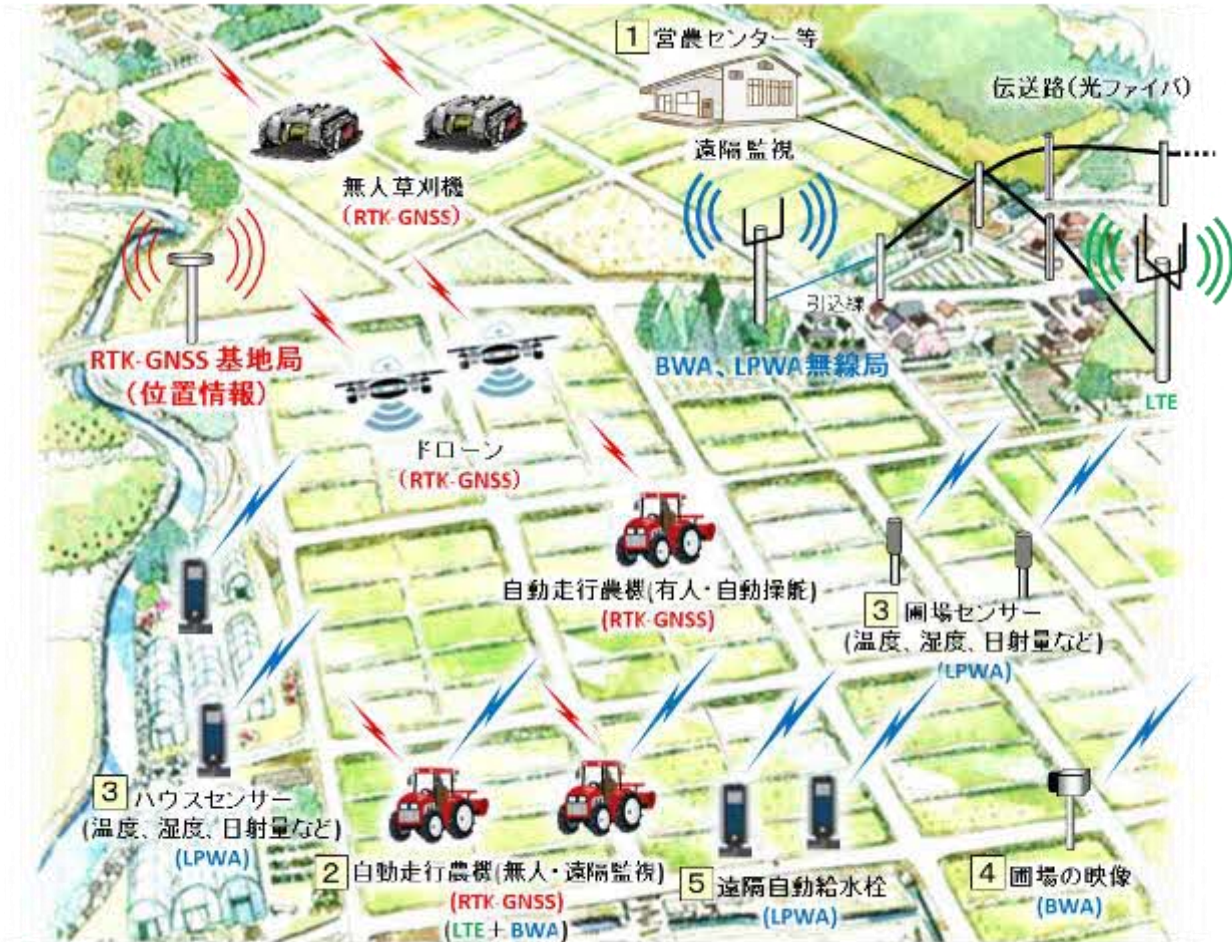 1 営農センター等
伝送路(光ファイバ)
遠隔監視
無人草刈機
(RTK-GNSS)
引込線
RTK-GNSS 基地局
(位置情報)
BWA、LPWA無線局
LTE
ドローン
(RTK-GNSS)
自動走行農機(有人・自動操舵)
(RTK-GNSS)
3 圃場センサー
(温度、湿度、日射量など)
(LPWA)
3 ハウスセンサー
(温度、湿度、日射量など)
(LPWA)
2 自動走行農機(無人・遠隔監視)
(RTK-GNSS)
(LTE+BWA)
5 遠隔自動給水栓
(LPWA)
4 圃場の映像
(BWA)